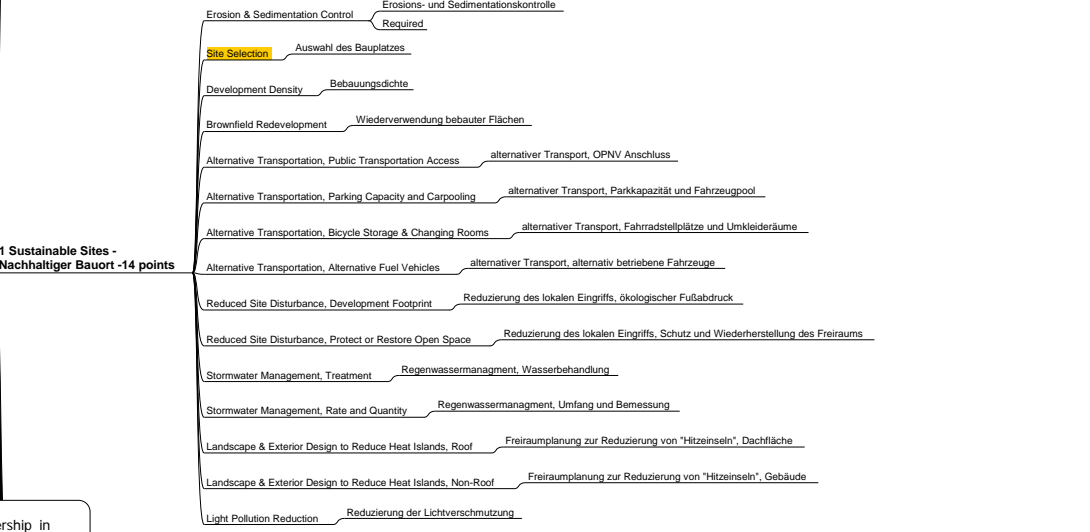 Erosion & Sedimentation Control
Erosions- und Sedimentationskontrolle
Required
Site Selection
Auswahl des Bauplatzes
Development Density
Bebauungsdichte
Brownfield Redevelopment
Wiederverwendung bebauter Flächen
Alternative Transportation, Public Transportation Access
alternativer Transport, OPNV Anschluss
Alternative Transportation, Parking Capacity and Carpooling
alternativer Transport, Parkkapazität und Fahrzeugpool
Alternative Transportation, Bicycle Storage & Changing Rooms
alternativer Transport, Fahrradstellplätze und Umkleideräume
1 Sustainable Sites -
Nachhaltiger Bauort -14 points
Alternative Transportation, Alternative Fuel Vehicles
alternativer Transport, alternativ betriebene Fahrzeuge
Reduced Site Disturbance, Development Footprint
Reduzierung des lokalen Eingriffs, ökologischer Fußabdruck
Reduced Site Disturbance, Protect or Restore Open Space
Reduzierung des lokalen Eingriffs, Schutz und Wiederherstellung des Freiraums
Stormwater Management, Treatment
Regenwassermanagment, Wasserbehandlung
Stormwater Management, Rate and Quantity
Regenwassermanagment, Umfang und Bemessung
Landscape & Exterior Design to Reduce Heat Islands, Roof
Freiraumplanung zur Reduzierung von "Hitzeinseln", Dachfläche
Landscape & Exterior Design to Reduce Heat Islands, Non-Roof
Freiraumplanung zur Reduzierung von "Hitzeinseln", Gebäude
Light Pollution Reduction
Reduzierung der Lichtverschmutzung
ership in